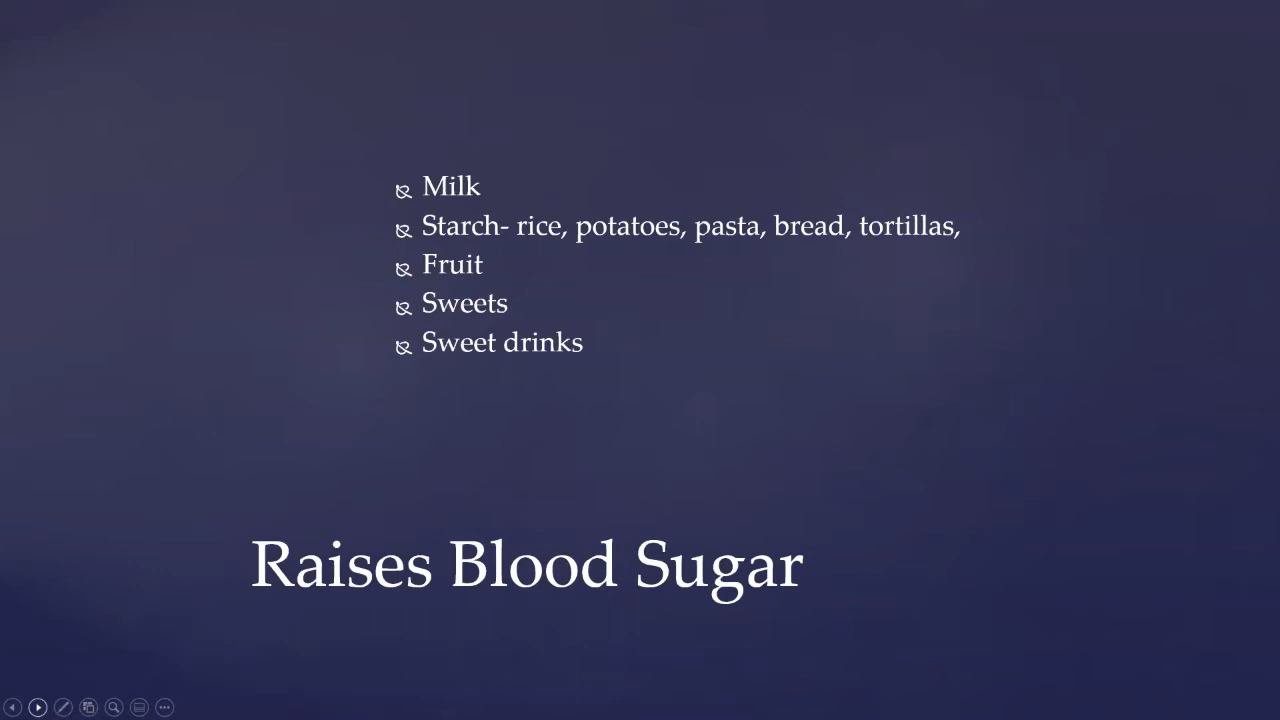 Milk
Starch- rice, potatoes, pasta, bread, tortillas,
Fruit
Sweets
Sweet drinks
Raises Blood Sugar